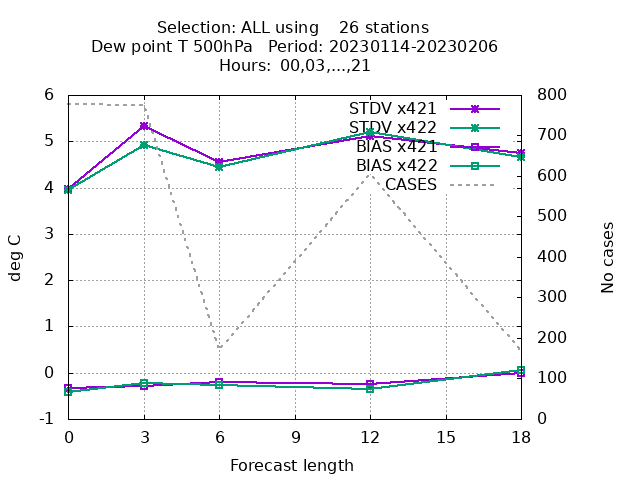 Selection: ALL using 26 stations
Dew point T 500hPa Period: 20230114-20230206
Hours: 00,03,...,21
6 800
STDV x421
STDV x422
BIAS x421
BIAS x422
CASES
5 700
4 600
3 500
2 400
1 300
0 200
-1 100
0
deg C
No cases
0 3 6 9 12 15 18
Forecast length